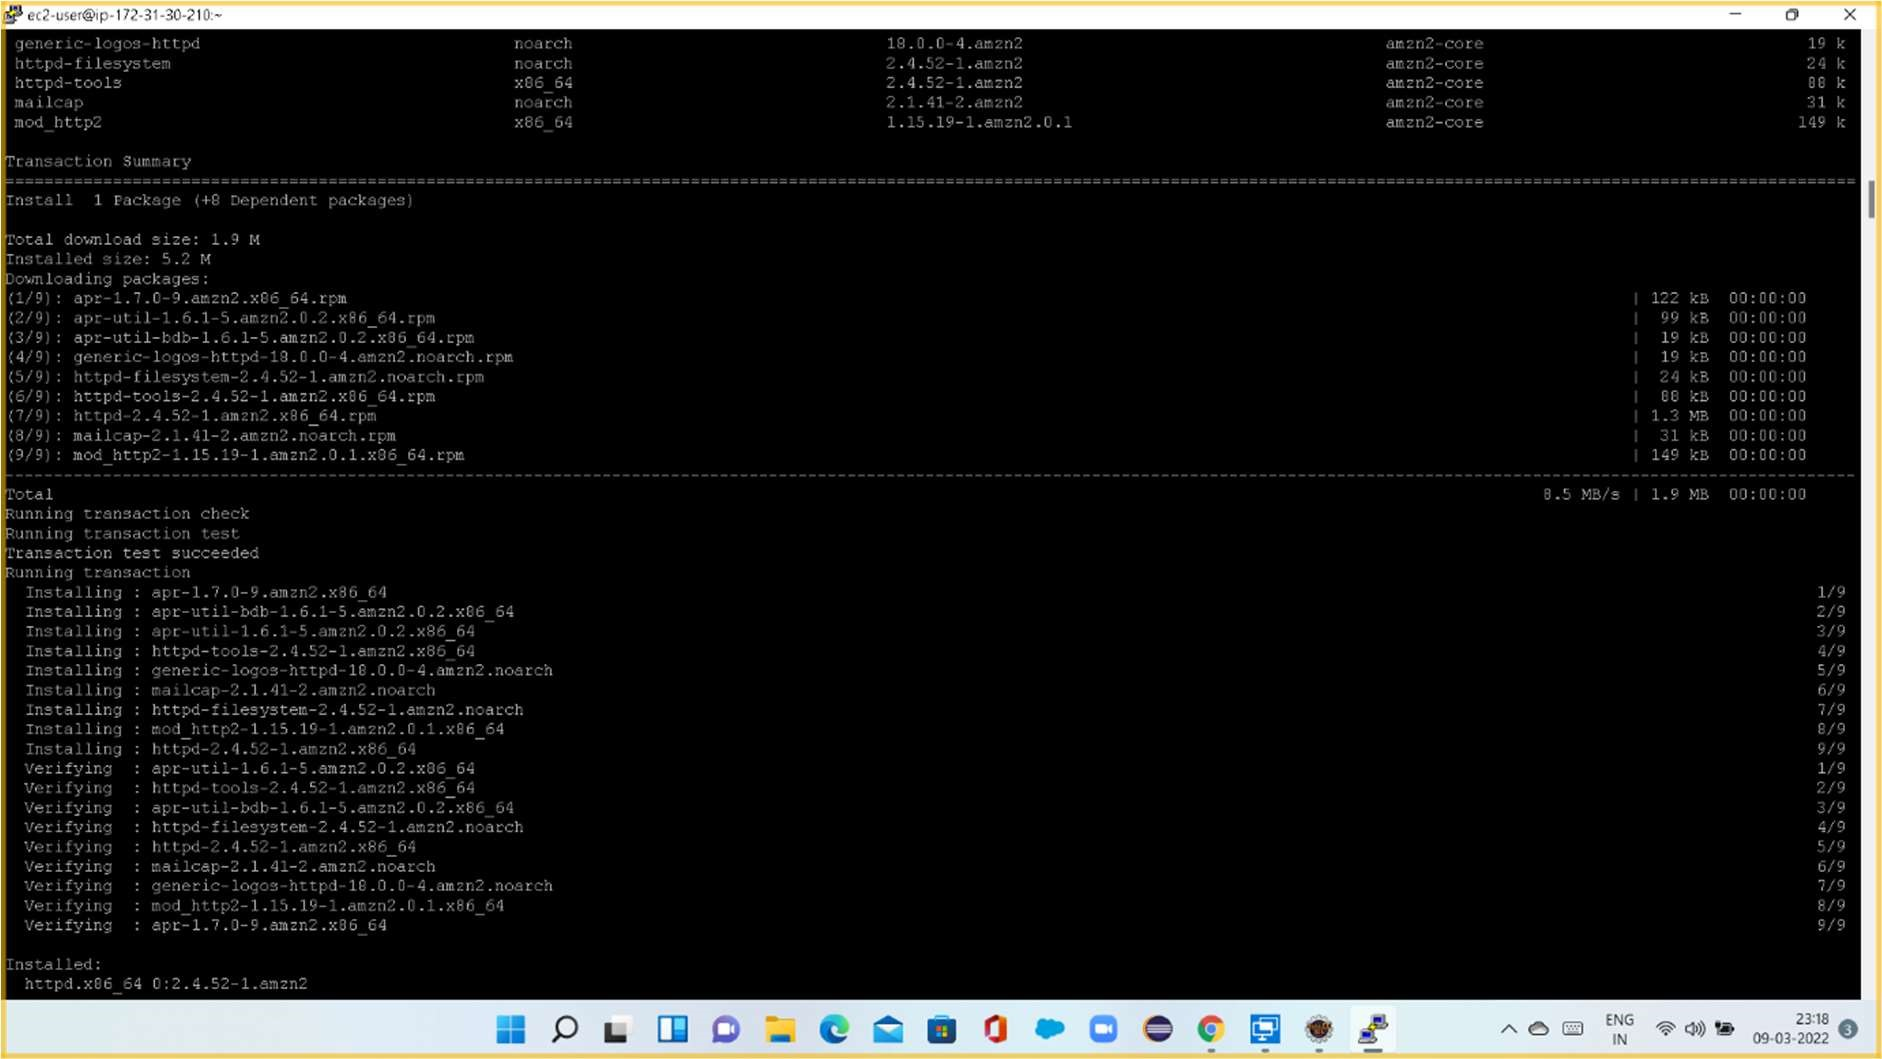 ec2-user@ip-172-31-30-210:~
generic-logos-httpd noarch 18.0.0-4.amzn2 amzn2-core 19 k
httpd-filesystem noarch 2.4.52-1.amzn2 amzn2-core 24 k
httpd-tools x86_64 2.4.52-1.amzn2 amzn2-core 88 k
mailcap noarch 2.1.41-2.amzn2 amzn2-core 31 k
mod_http2 x86_64 1.15.19-1.amzn2.0.1 amzn2-core 149 k
Transaction Summary
Install 1 Package (+8 Dependent packages)
Total download size: 1.9 M
Installed size: 5.2 M
Downloading packages:
(1/9): apr-1.7.0-9.amzn2.x86_64.rpm | 122 kB 00:00:00
(2/9): apr-util-1.6.1-5.amzn2.0.2.x86_64.rpm | 99 kB 00:00:00
(3/9): apr-util-bdb-1.6.1-5.amzn2.0.2.x86_64.rpm | 19 kB 00:00:00
(4/9): generic-logos-httpd-18.0.0-4.amzn2.noarch.rpm | 19 kB 00:00:00
(5/9): httpd-filesystem-2.4.52-1.amzn2.noarch.rpm | 24 kB 00:00:00
(6/9): httpd-tools-2.4.52-1.amzn2.x86_64.rpm | 88 kB 00:00:00
(7/9): httpd-2.4.52-1.amzn2.x86_64.rpm | 1.3 MB 00:00:00
(8/9): mailcap-2.1.41-2.amzn2.noarch.rpm | 31 kB 00:00:00
(9/9): mod_http2-1.15.19-1.amzn2.0.1.x86_64.rpm | 149 kB 00:00:00
Total 8.5 MB/s | 1.9 MB 00:00:00
Running transaction check
Running transaction test
Transaction test succeeded
Running transaction
Installing : apr-1.7.0-9.amzn2.x86_64 1/9
Installing : apr-util-bdb-1.6.1-5.amzn2.0.2.x86_64 2/9
Installing : apr-util-1.6.1-5.amzn2.0.2.x86_64 3/9
Installing : httpd-tools-2.4.52-1.amzn2.x86_64 4/9
Installing : generic-logos-httpd-18.0.0-4.amzn2.noarch 5/9
Installing : mailcap-2.1.41-2.amzn2.noarch 6/9
Installing : httpd-filesystem-2.4.52-1.amzn2.noarch 7/9
Installing : mod_http2-1.15.19-1.amzn2.0.1.x86_64 8/9
Installing : httpd-2.4.52-1.amzn2.x86_64 9/9
Verifying : apr-util-1.6.1-5.amzn2.0.2.x86_64 1/9
Verifying : httpd-tools-2.4.52-1.amzn2.x86_64 2/9
Verifying : apr-util-bdb-1.6.1-5.amzn2.0.2.x86_64 3/9
Verifying : httpd-filesystem-2.4.52-1.amzn2.noarch 4/9
Verifying : httpd-2.4.52-1.amzn2.x86_64 5/9
Verifying : mailcap-2.1.41-2.amzn2.noarch 6/9
Verifying : generic-logos-httpd-18.0.0-4.amzn2.noarch 7/9
Verifying : mod_http2-1.15.19-1.amzn2.0.1.x86_64 8/9
Verifying : apr-1.7.0-9.amzn2.x86_64 9/9
Installed:
httpd.x86_64 0:2.4.52-1.amzn2
ENG 23:18
IN 09-03-2022 3